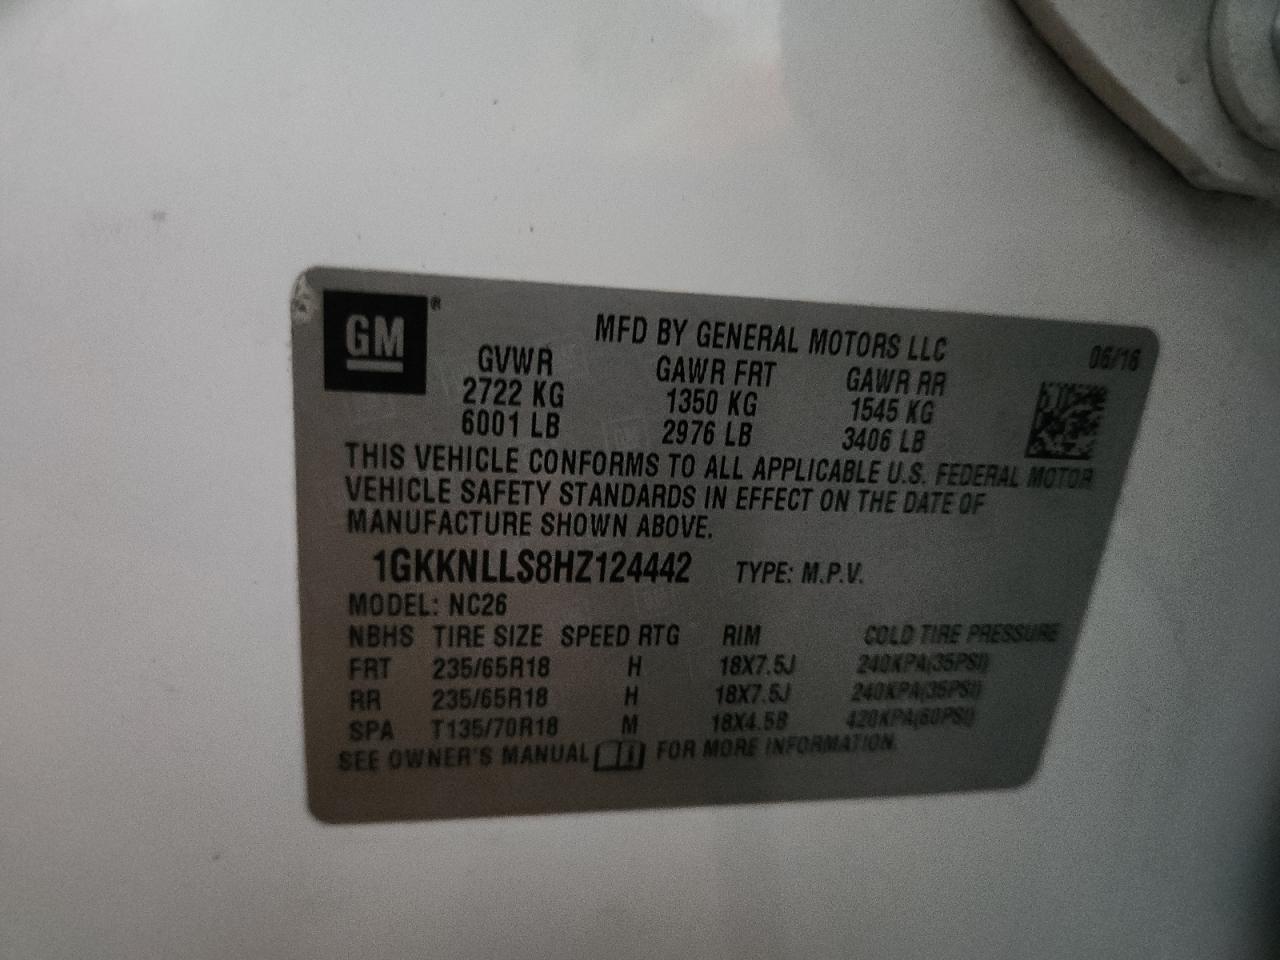 GM ®
MFD BY GENERAL MOTORS LLC 06/16
GVWR GAWR FRT GAWR RR
2722 KG 1350 KG 1545 KG
6001 LB 2976 LB 3406 LB
THIS VEHICLE CONFORMS TO ALL APPLICABLE U.S. FEDERAL MOTOR
VEHICLE SAFETY STANDARDS IN EFFECT ON THE DATE OF
MANUFACTURE SHOWN ABOVE.
1GKKNLLS8HZ124442 TYPE: M.P.V.
MODEL: NC26
NBHS TIRE SIZE SPEED RTG RIM COLD TIRE PRESSURE
FRT 235/65R18 H 18X7.5J 240KPA(35PSI)
RR 235/65R18 H 18X7.5J 240KPA(35PSI)
SPA T135/70R18 M 18X4.5B 420KPA(60PSI)
SEE OWNER'S MANUAL FOR MORE INFORMATION.